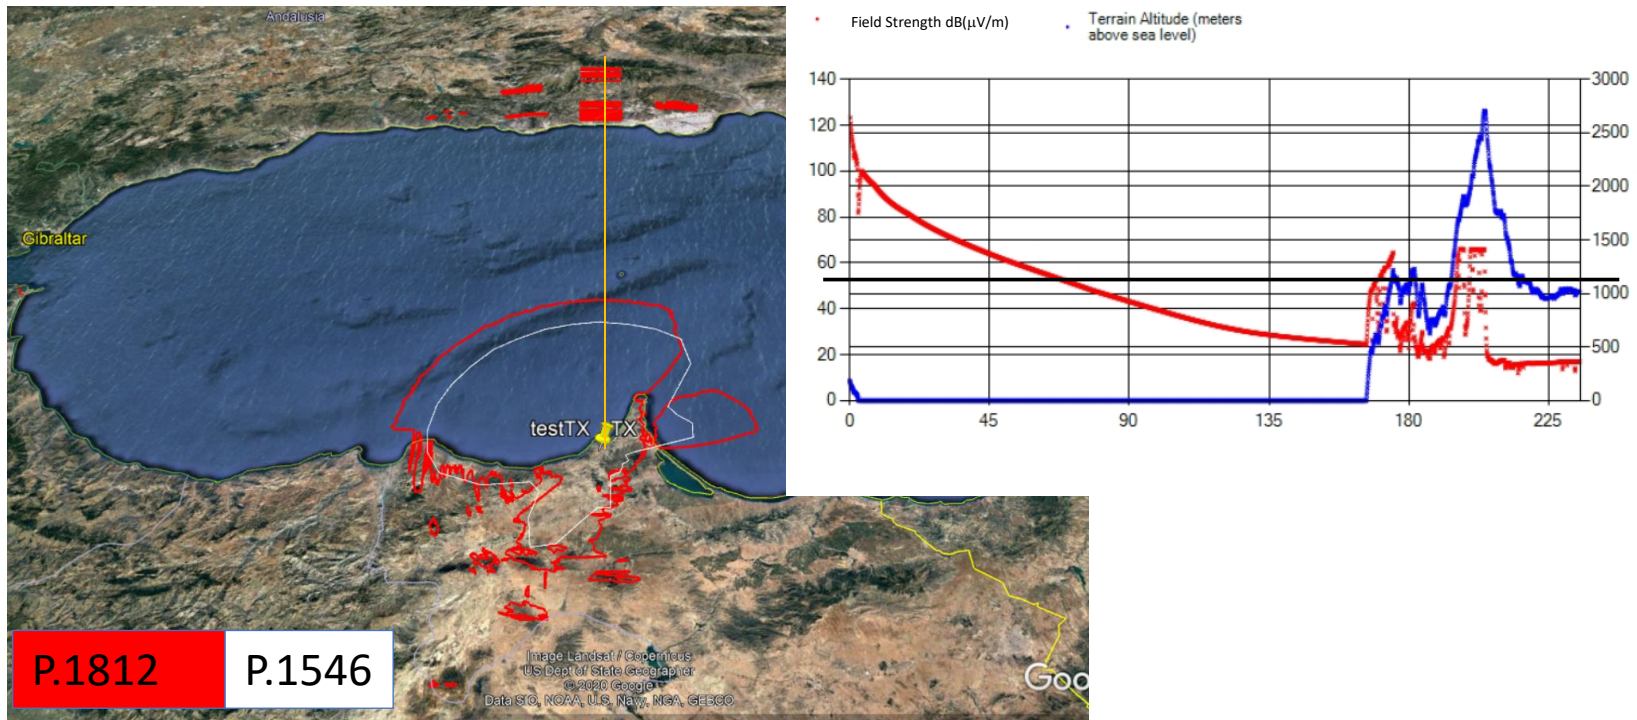 Andalusia
Gibraltar
testTX
TX
P.1812
P.1546
Image Landsat / Copernicus
US Dept of State Geographer
© 2020 Google
Data SIO, NOAA, U.S. Navy, NGA, GEBCO
Goo
Field Strength dB(µV/m)
Terrain Altitude (meters
above sea level)
140
120
100
80
60
40
20
0
3000
2500
2000
1500
1000
500
0
0
45
90
135
180
225